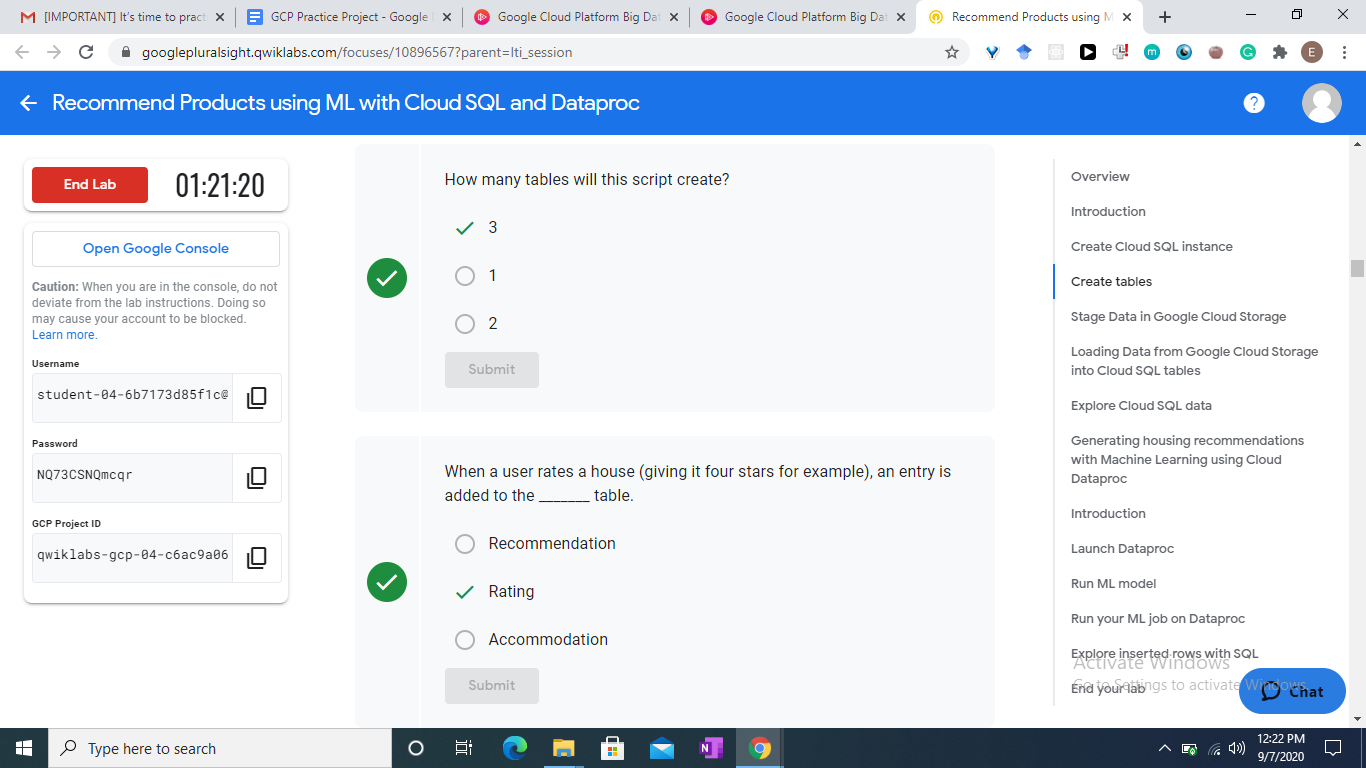 [IMPORTANT] It's time to pract
GCP Practice Project - Google
Google Cloud Platform Big Dat
Google Cloud Platform Big Dat
Recommend Products using M
googlepluralsight.qwiklabs.com/focuses/10896567?parent=lti_session
Recommend Products using ML with Cloud SQL and Dataproc
End Lab
01:21:20
Open Google Console
Caution: When you are in the console, do not
deviate from the lab instructions. Doing so
may cause your account to be blocked.
Learn more.
Username
student-04-6b7173d85f1c@
Password
NQ73CSNQmcqr
GCP Project ID
qwiklabs-gcp-04-c6ac9a06
How many tables will this script create?
3
1
2
Submit
When a user rates a house (giving it four stars for example), an entry is
added to the _______ table.
Recommendation
Rating
Accommodation
Submit
Overview
Introduction
Create Cloud SQL instance
Create tables
Stage Data in Google Cloud Storage
Loading Data from Google Cloud Storage
into Cloud SQL tables
Explore Cloud SQL data
Generating housing recommendations
with Machine Learning using Cloud
Dataproc
Introduction
Launch Dataproc
Run ML model
Run your ML job on Dataproc
Explore inserted rows with SQL
End your lab
Activate Windows
Go to Settings to activate Windows.
Chat
Type here to search
12:22 PM
9/7/2020